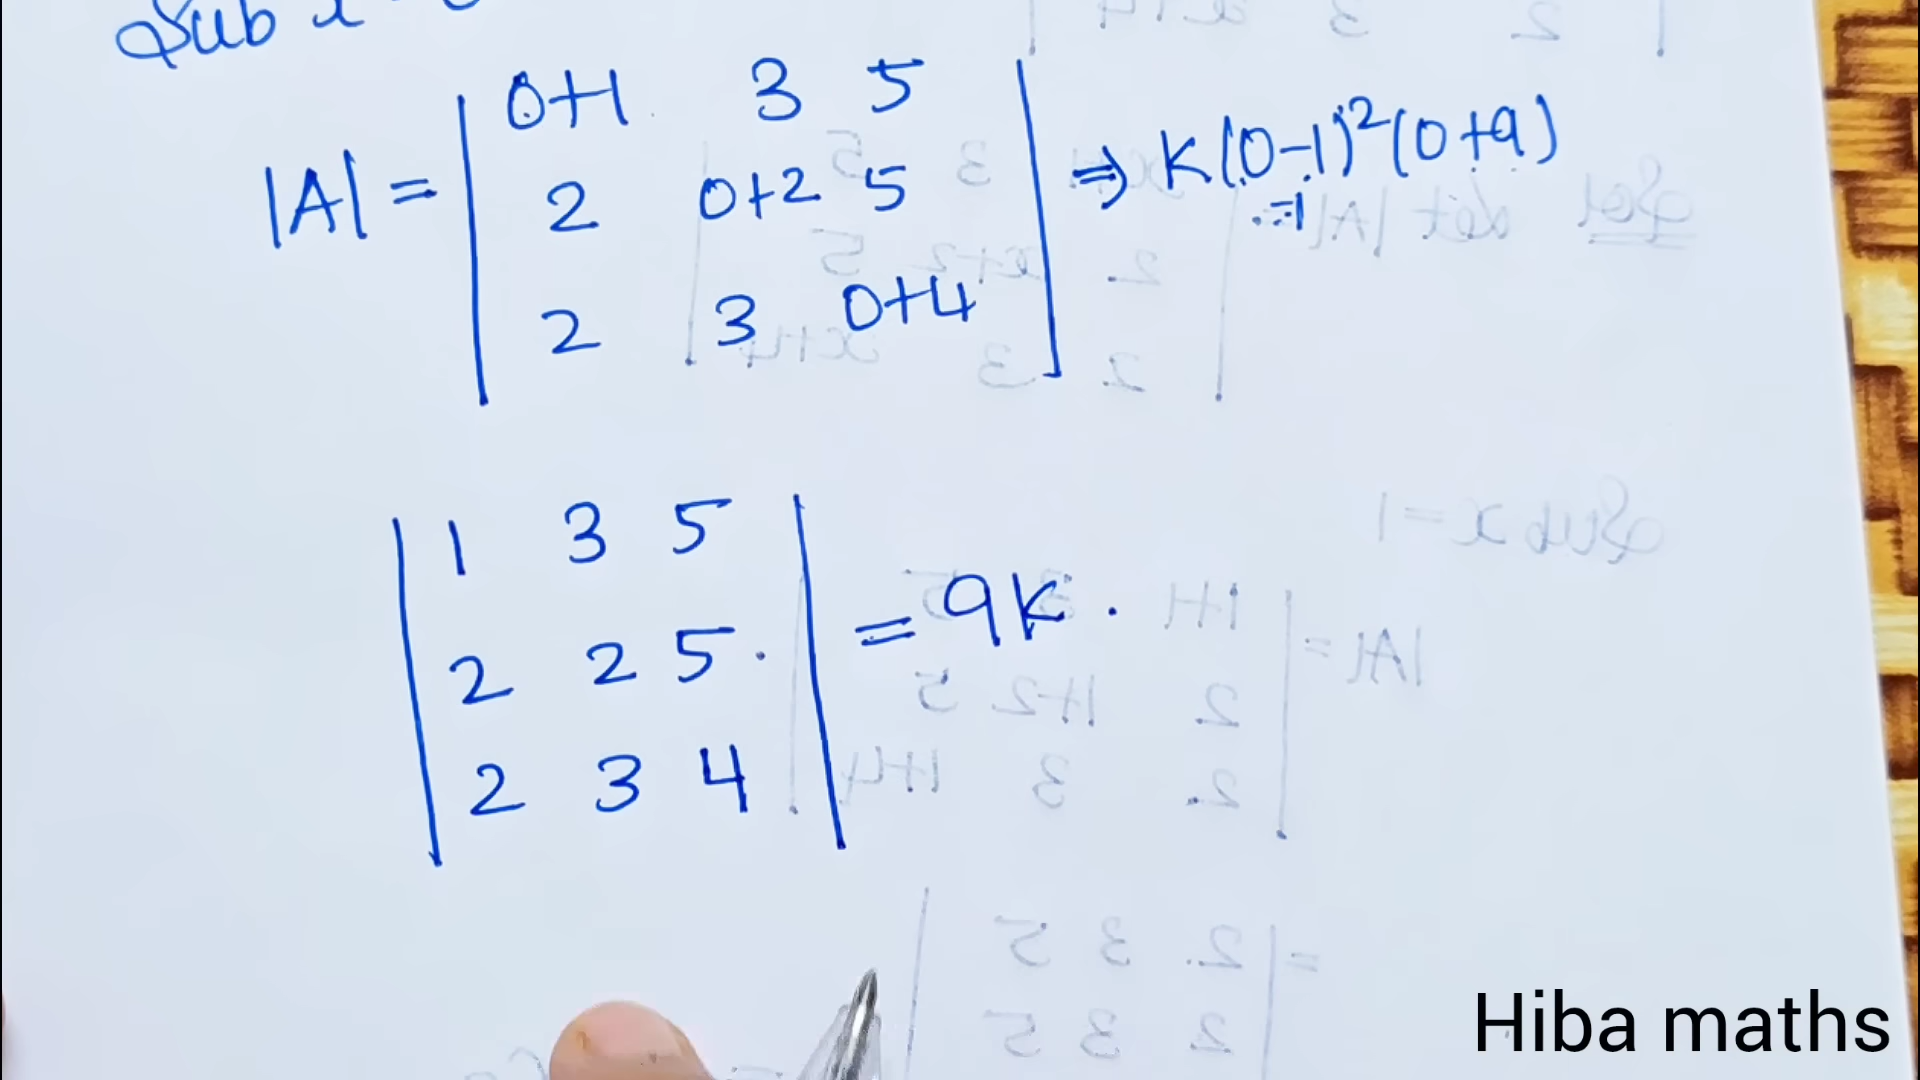 Sub x
0+1 3 5
|A| = 2 0+2 5 ⇒ K(0-1)²(0+9)
=1
2 3 0+4
1 3 5
2 2 5. = 9K.
2 3 4
Hiba maths